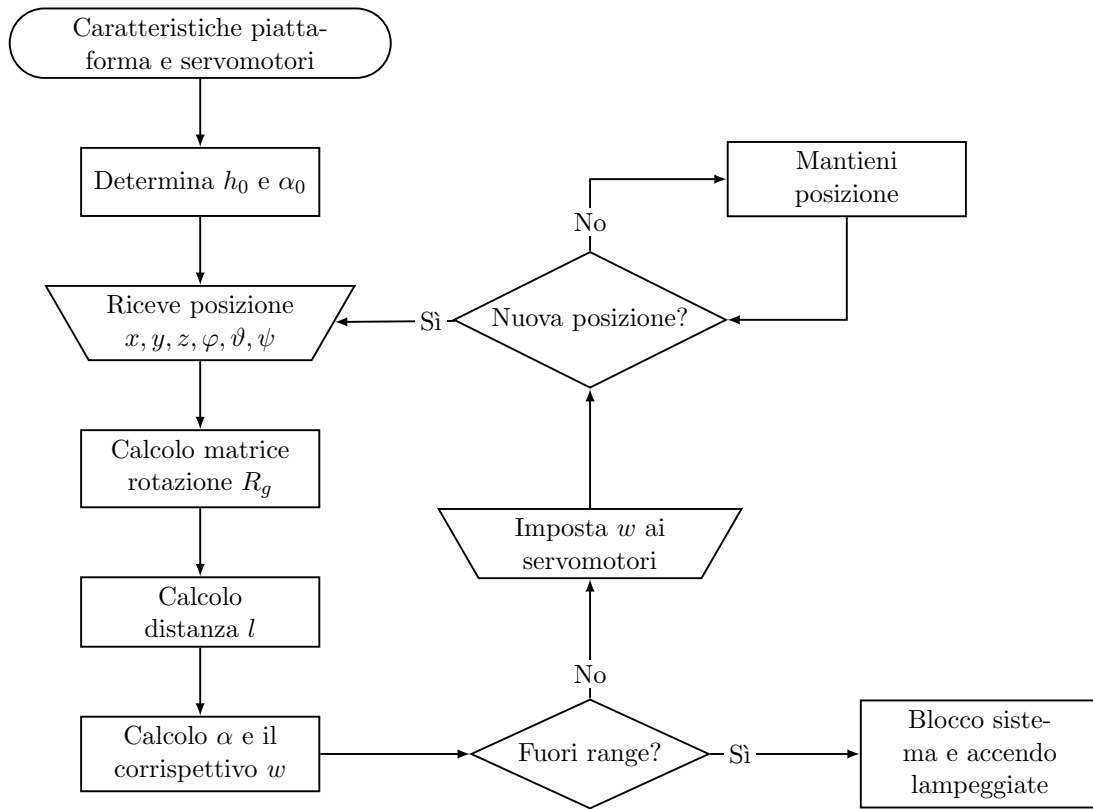 Caratteristiche piatta-
forma e servomotori
Determina h₀ e α₀
Riceve posizione
x, y, z, φ, ϑ, ψ
Calcolo matrice
rotazione R_g
Calcolo
distanza l
Calcolo α e il
corrispettivo w
Fuori range?
Sì
Blocco siste-
ma e accendo
lampeggiate
No
Imposta w ai
servomotori
Nuova posizione?
Sì
No
Mantieni
posizione